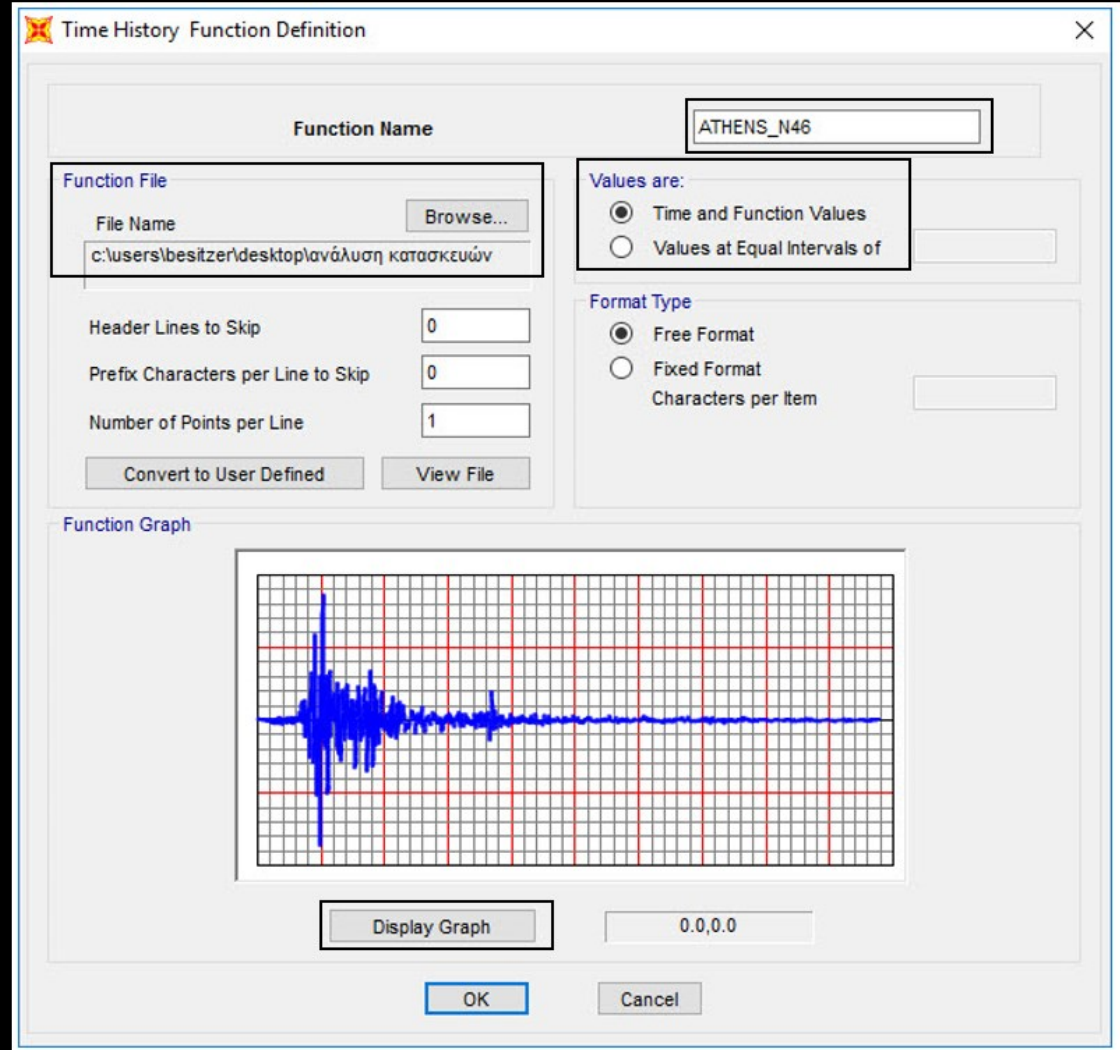 Time History Function Definition
Function Name
ATHENS_N46
Function File
File Name
Browse...
c:\users\besitzer\desktop\ανάλυση κατασκευών
Header Lines to Skip
0
Prefix Characters per Line to Skip
0
Number of Points per Line
1
Convert to User Defined
View File
Values are:
Time and Function Values
Values at Equal Intervals of
Format Type
Free Format
Fixed Format
Characters per Item
Function Graph
Display Graph
0.0,0.0
OK
Cancel